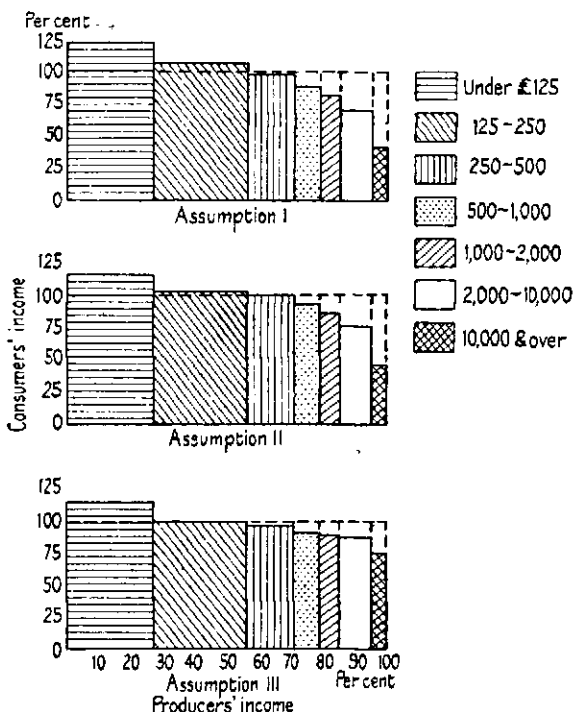 Per cent
125
100
75
50
25
0
Assumption I
Under £125
125-250
250-500
500-1,000
1,000-2,000
2,000-10,000
10,000 & over
Consumers' income
125
100
75
50
25
0
Assumption II
125
100
75
50
25
0
10 20 30 40 50 60 70 80 90 100
Assumption III
Per cent
Producers' income